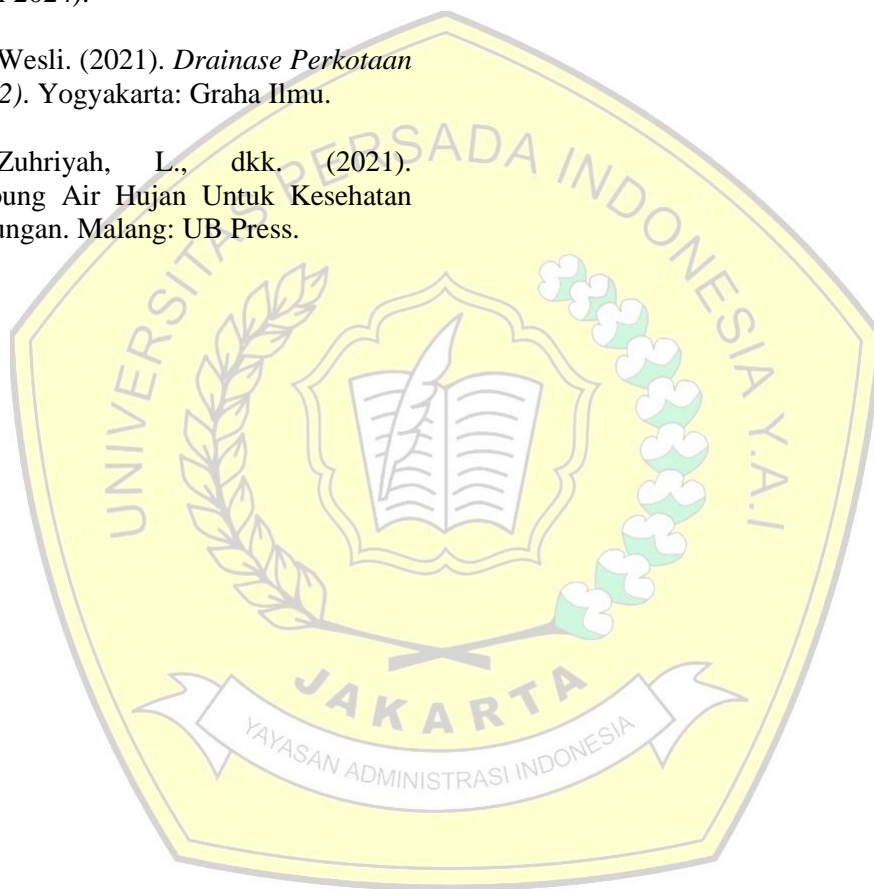 2024).
Wesli. (2021). Drainase Perkotaan
2). Yogyakarta: Graha Ilmu.
Zuhriyah, L., dkk. (2021).
ung Air Hujan Untuk Kesehatan
ungan. Malang: UB Press.
UNIVERSITAS PERSADA INDONESIA Y.A.I
JAKARTA
YAYASAN ADMINISTRASI INDONESIA